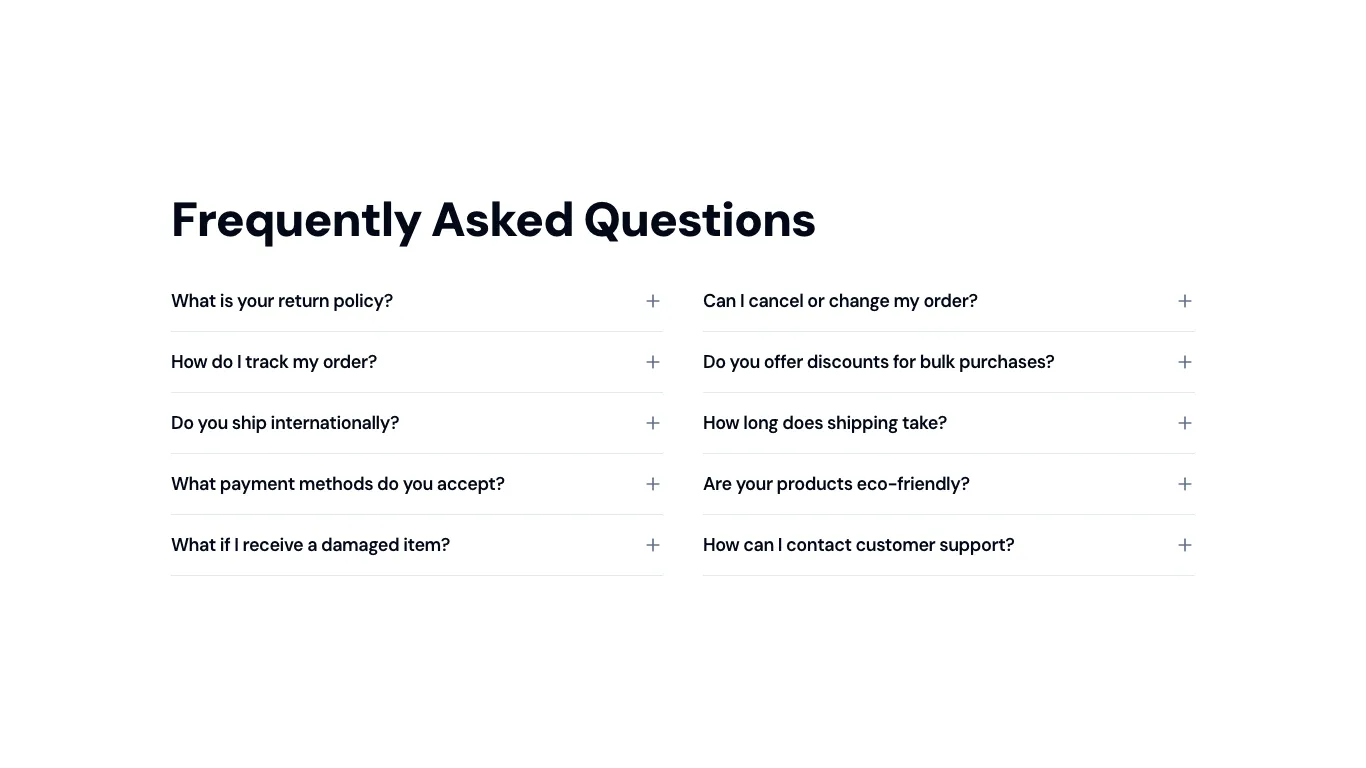 Frequently Asked Questions
What is your return policy?
How do I track my order?
Do you ship internationally?
What payment methods do you accept?
What if I receive a damaged item?
Can I cancel or change my order?
Do you offer discounts for bulk purchases?
How long does shipping take?
Are your products eco-friendly?
How can I contact customer support?